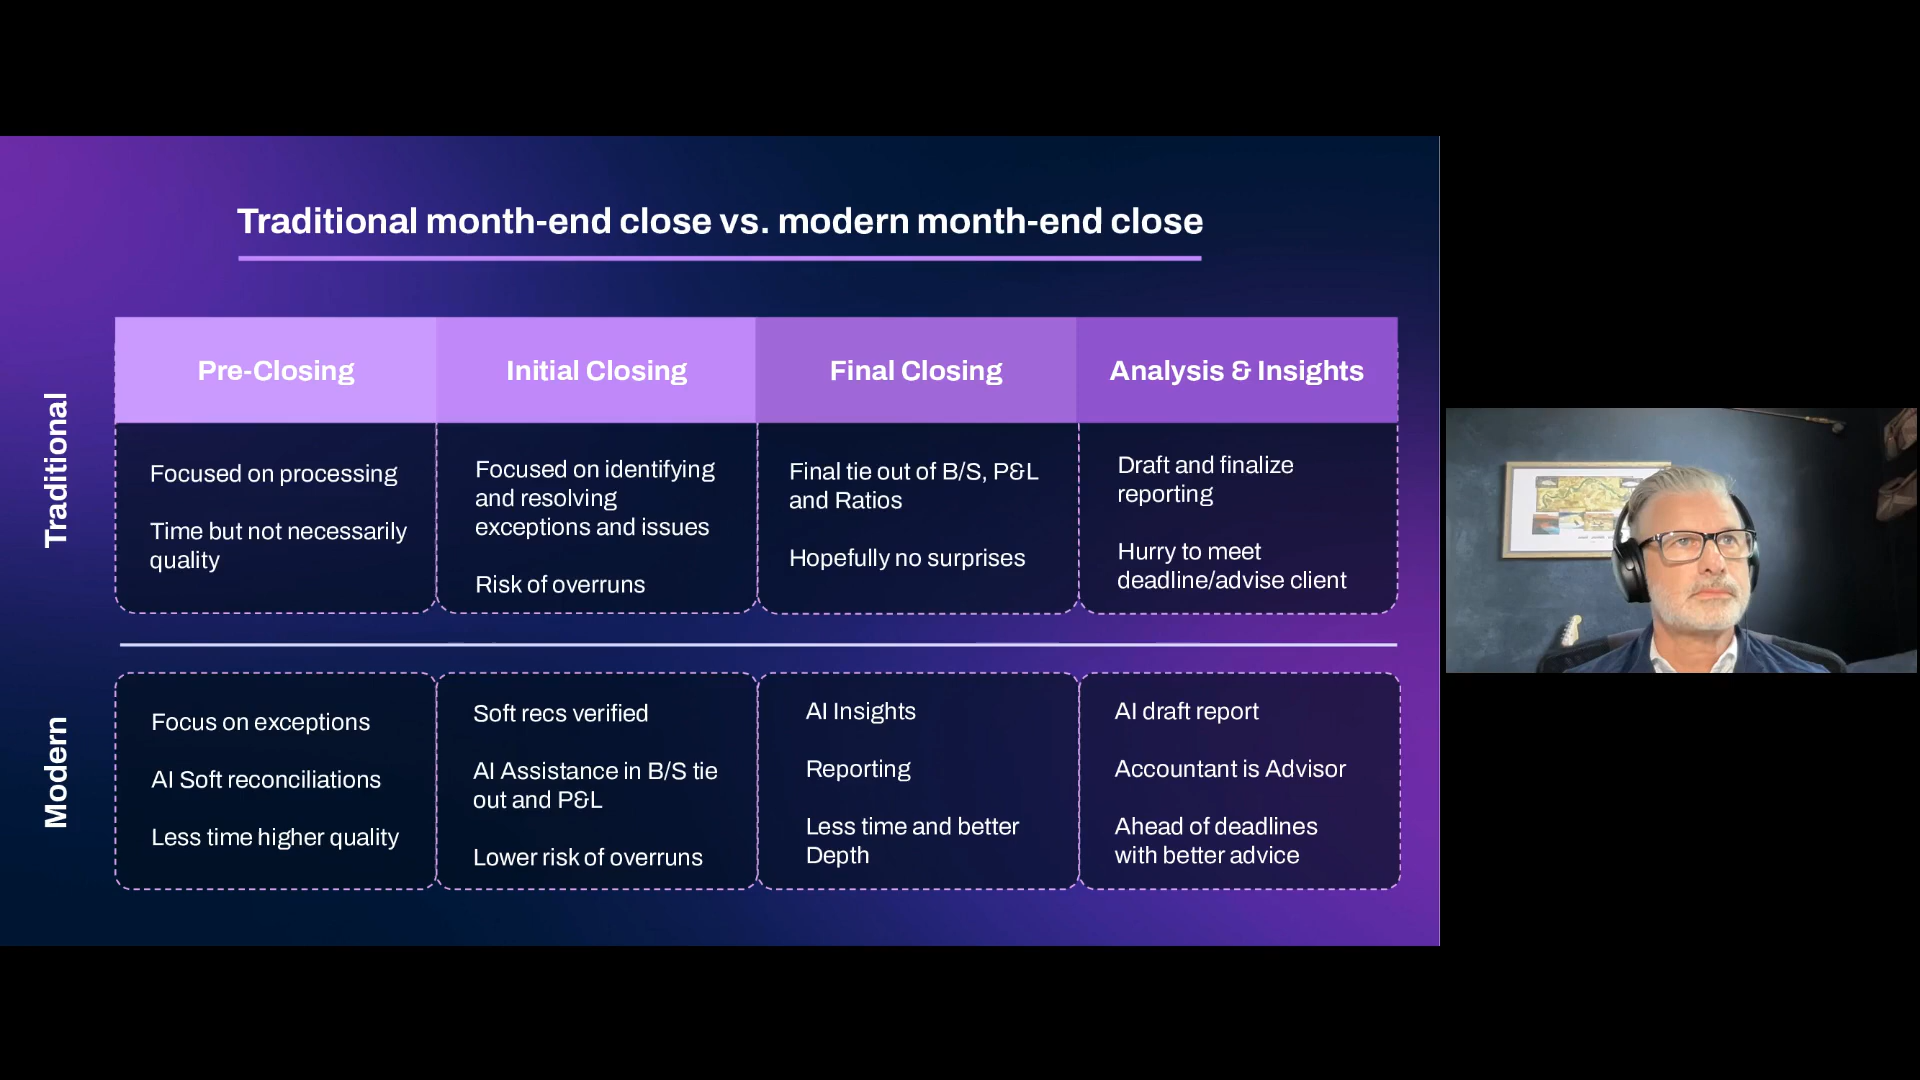 Traditional month-end close vs. modern month-end close
Traditional
Pre-Closing
Initial Closing
Final Closing
Analysis & Insights
Focused on processing
Time but not necessarily
quality
Focused on identifying
and resolving
exceptions and issues
Risk of overruns
Final tie out of B/S, P&L
and Ratios
Hopefully no surprises
Draft and finalize
reporting
Hurry to meet
deadline/advise client
Modern
Focus on exceptions
AI Soft reconciliations
Less time higher quality
Soft recs verified
AI Assistance in B/S tie
out and P&L
Lower risk of overruns
AI Insights
Reporting
Less time and better
Depth
AI draft report
Accountant is Advisor
Ahead of deadlines
with better advice